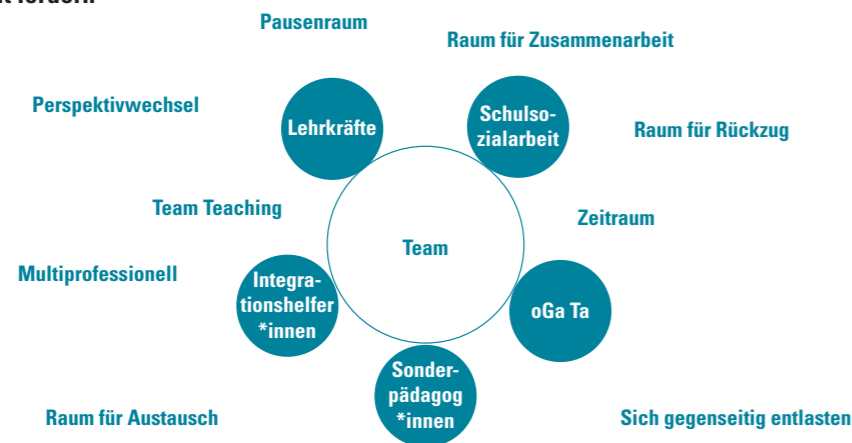 Pausenraum
Raum für Zusammenarbeit
Perspektivwechsel
Lehrkräfte
Schulso-
zialarbeit
Raum für Rückzug
Team Teaching
Zeitraum
Team
Multiprofessionell
Integra-
tionshelfer
*innen
oGa Ta
Sonder-
pädagog
*innen
Raum für Austausch
Sich gegenseitig entlasten